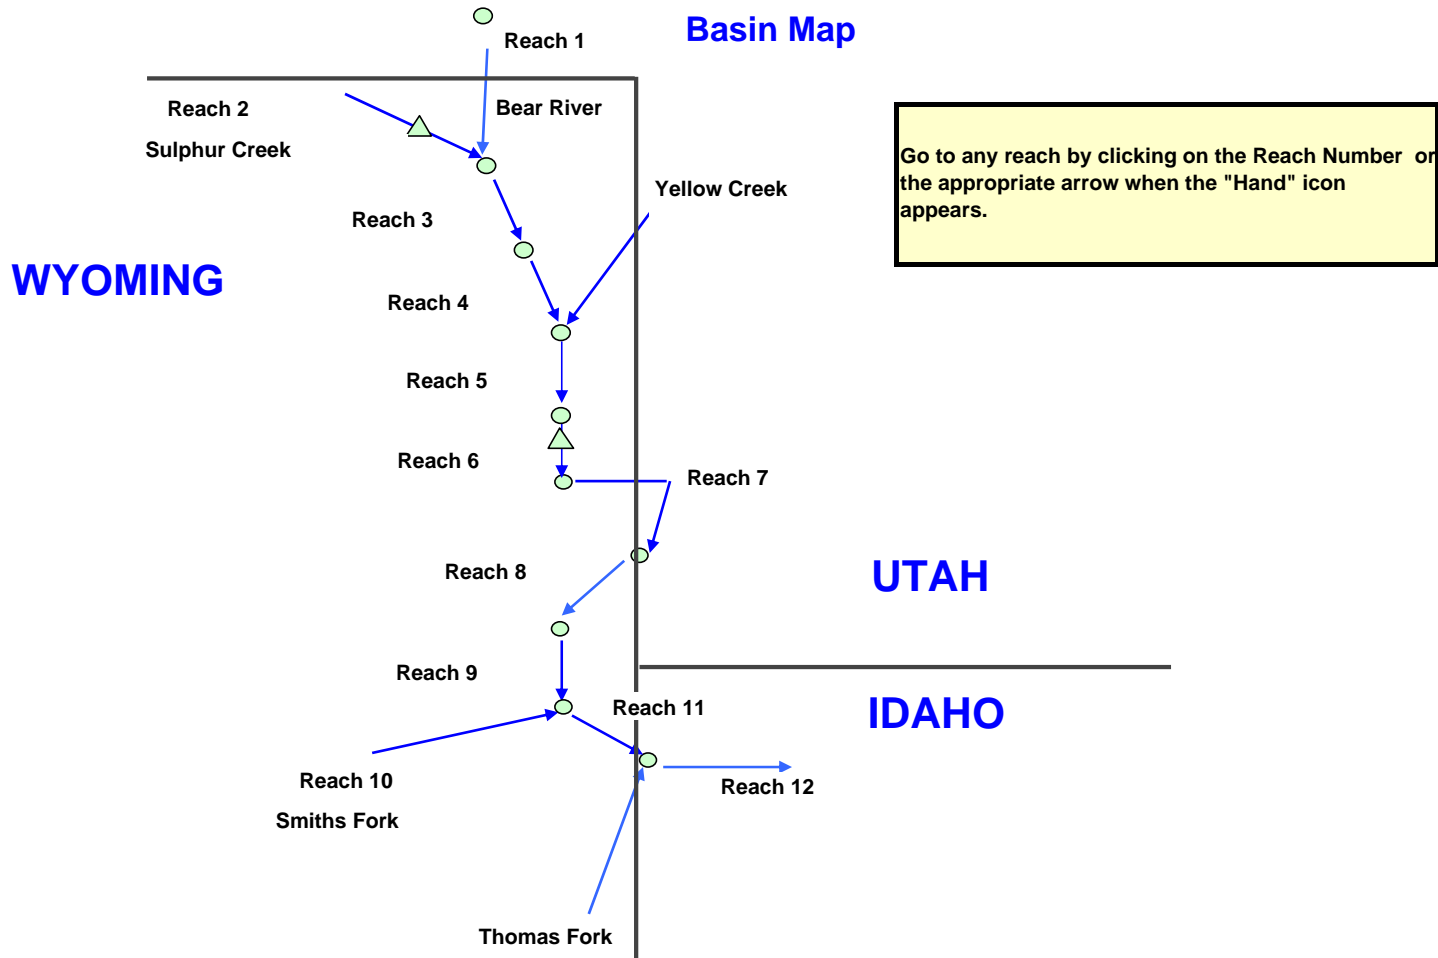 Basin Map
Reach 1
Reach 2
Bear River
Sulphur Creek
Go to any reach by clicking on the Reach Number or
the appropriate arrow when the "Hand" icon
appears.
Yellow Creek
Reach 3
WYOMING
Reach 4
Reach 5
Reach 6
Reach 7
Reach 8
UTAH
Reach 9
Reach 11
IDAHO
Reach 10
Reach 12
Smiths Fork
Thomas Fork